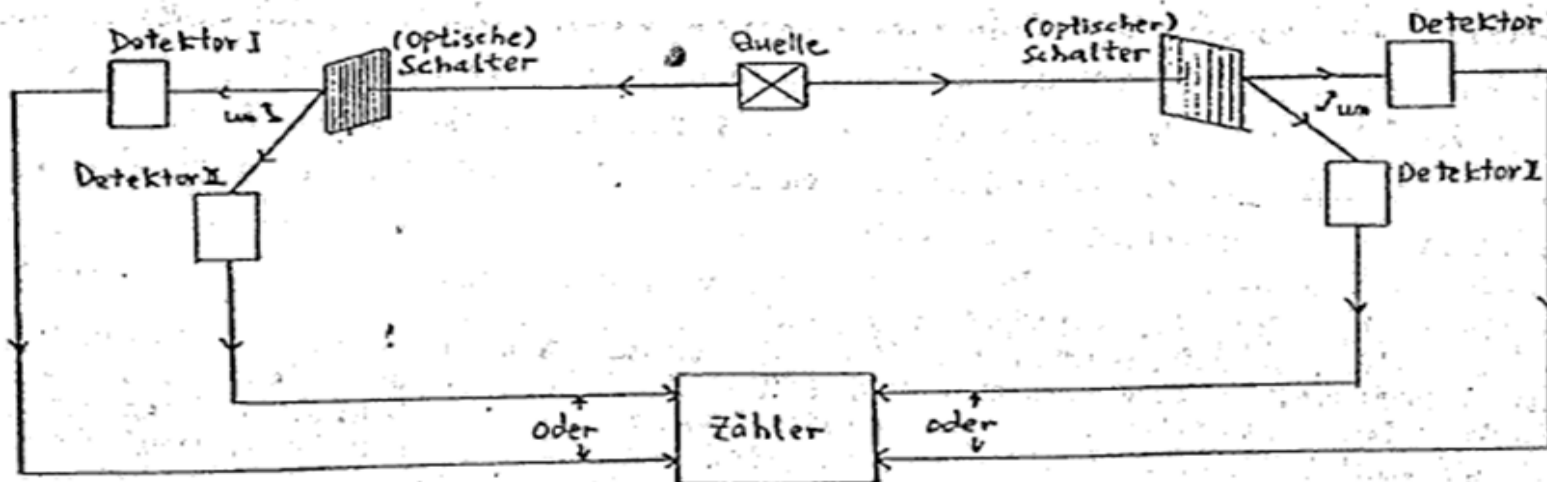 Detektor I
(optische)
Schalter
Quelle
(optischer)
Schalter
Detektor
Detektor II
Detektor I
oder
Zähler
oder